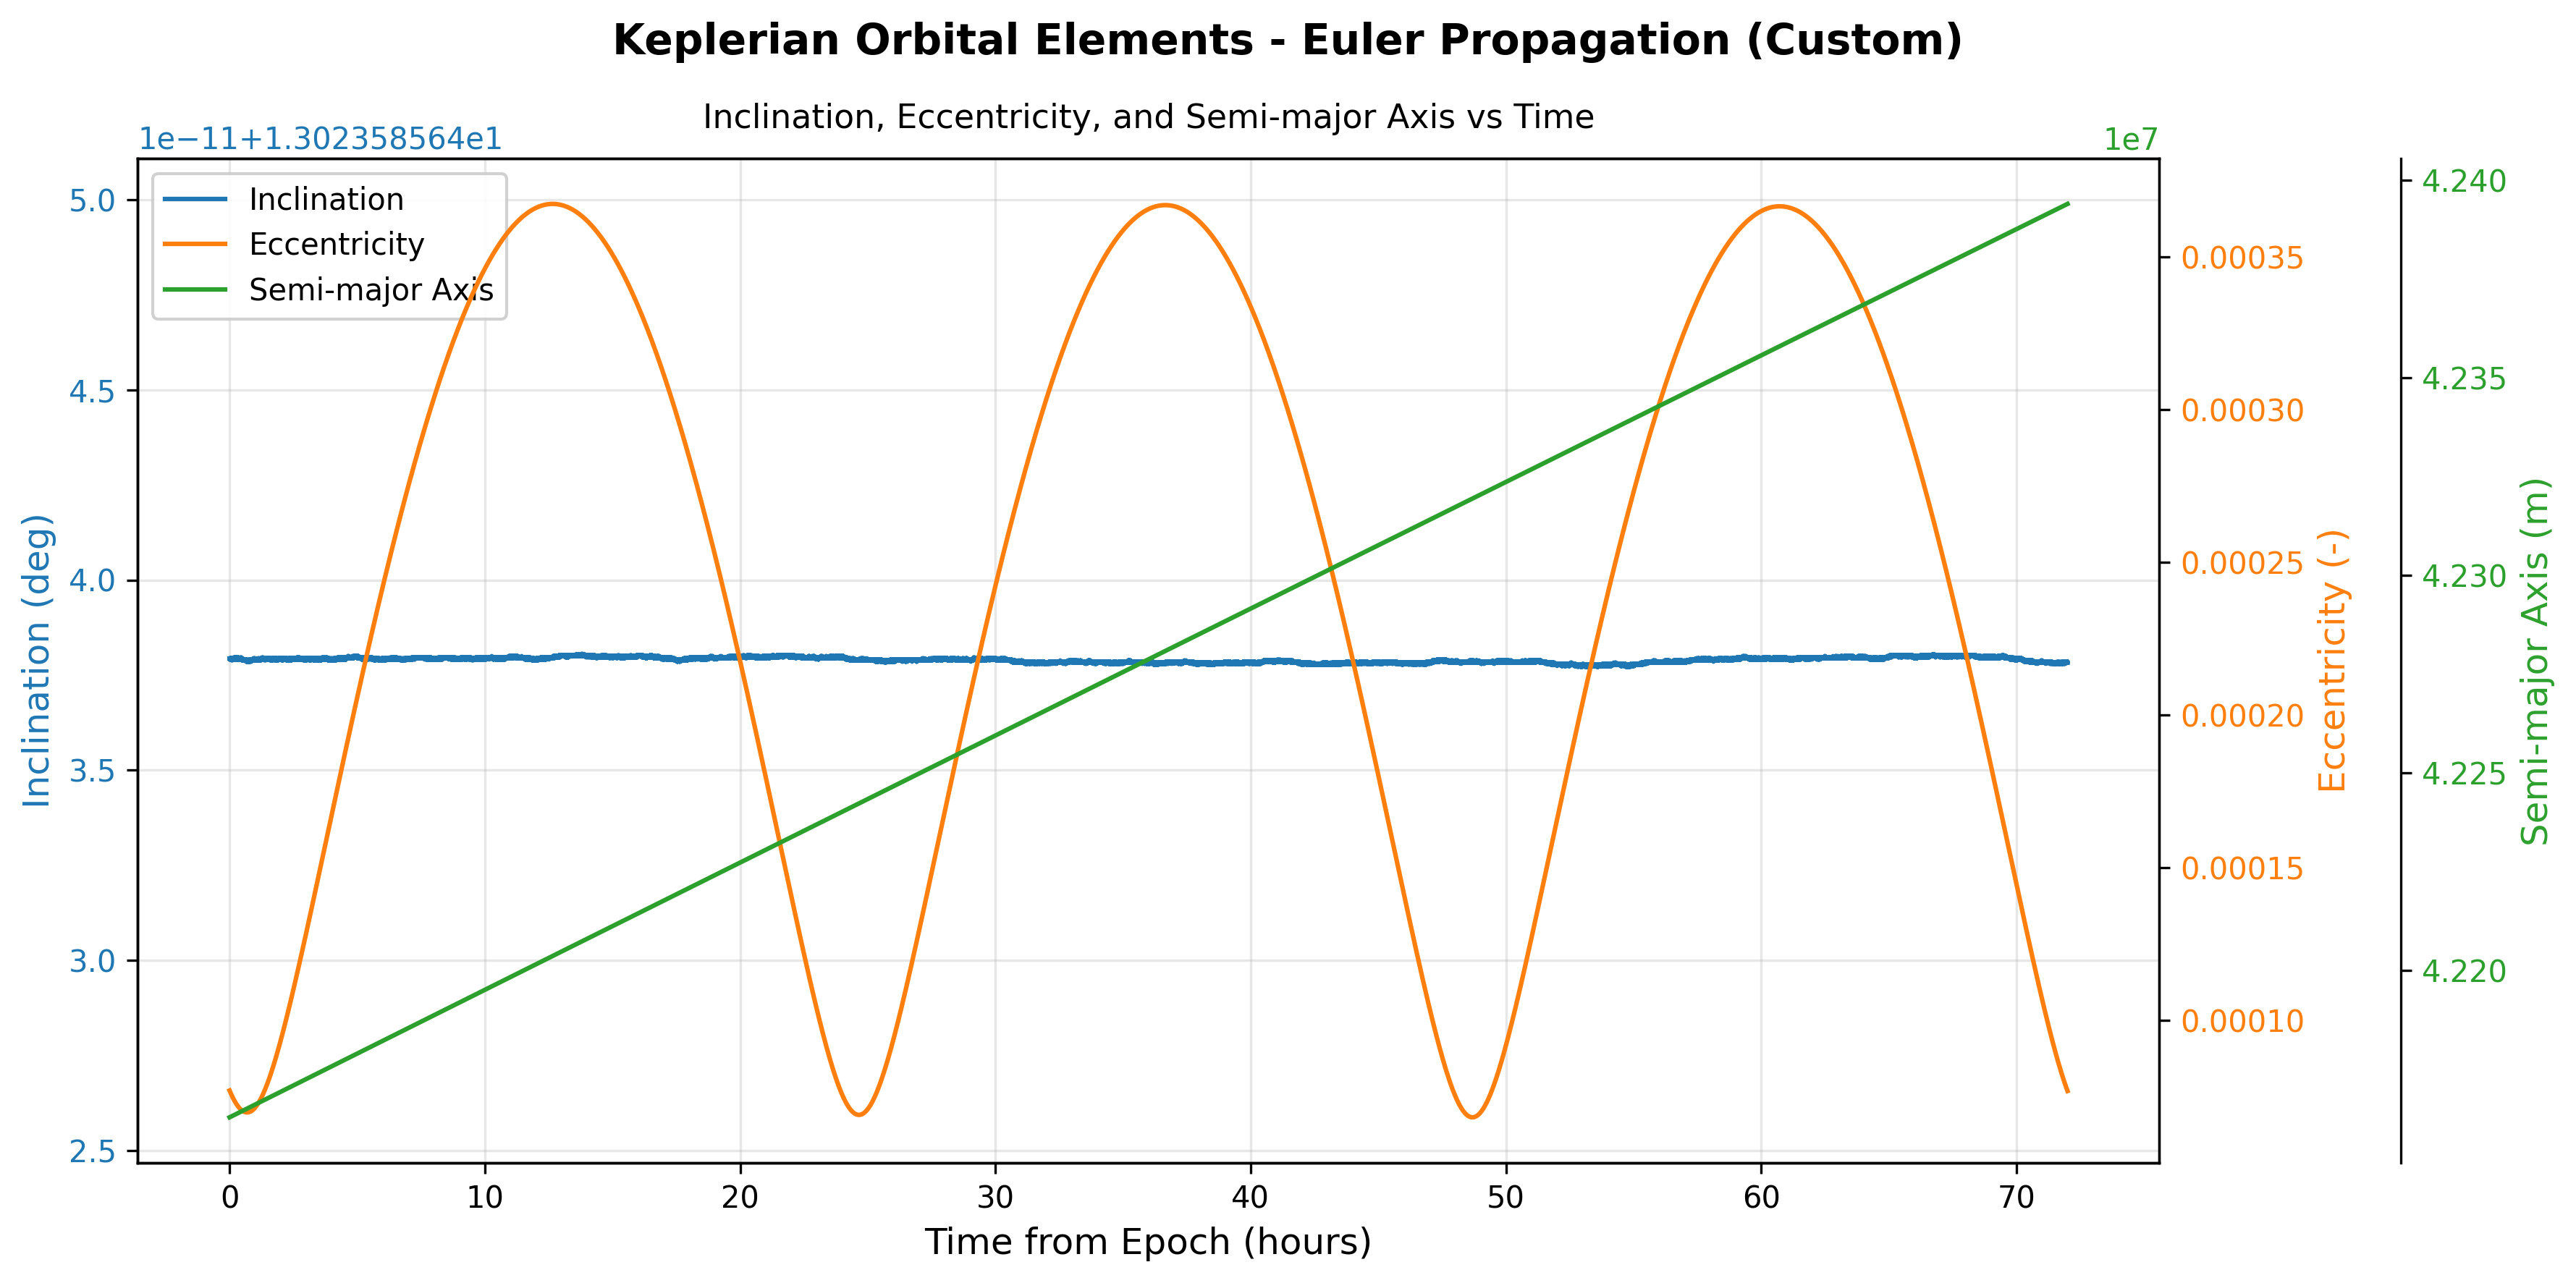 Keplerian Orbital Elements - Euler Propagation (Custom)
Inclination, Eccentricity, and Semi-major Axis vs Time
1e−11+1.302358564e1
1e7
Inclination
Eccentricity
Semi-major Axis
5.0
4.5
4.0
3.5
3.0
2.5
Inclination (deg)
0
10
20
30
40
50
60
70
Time from Epoch (hours)
0.00035
0.00030
0.00025
0.00020
0.00015
0.00010
Eccentricity (-)
4.240
4.235
4.230
4.225
4.220
Semi-major Axis (m)